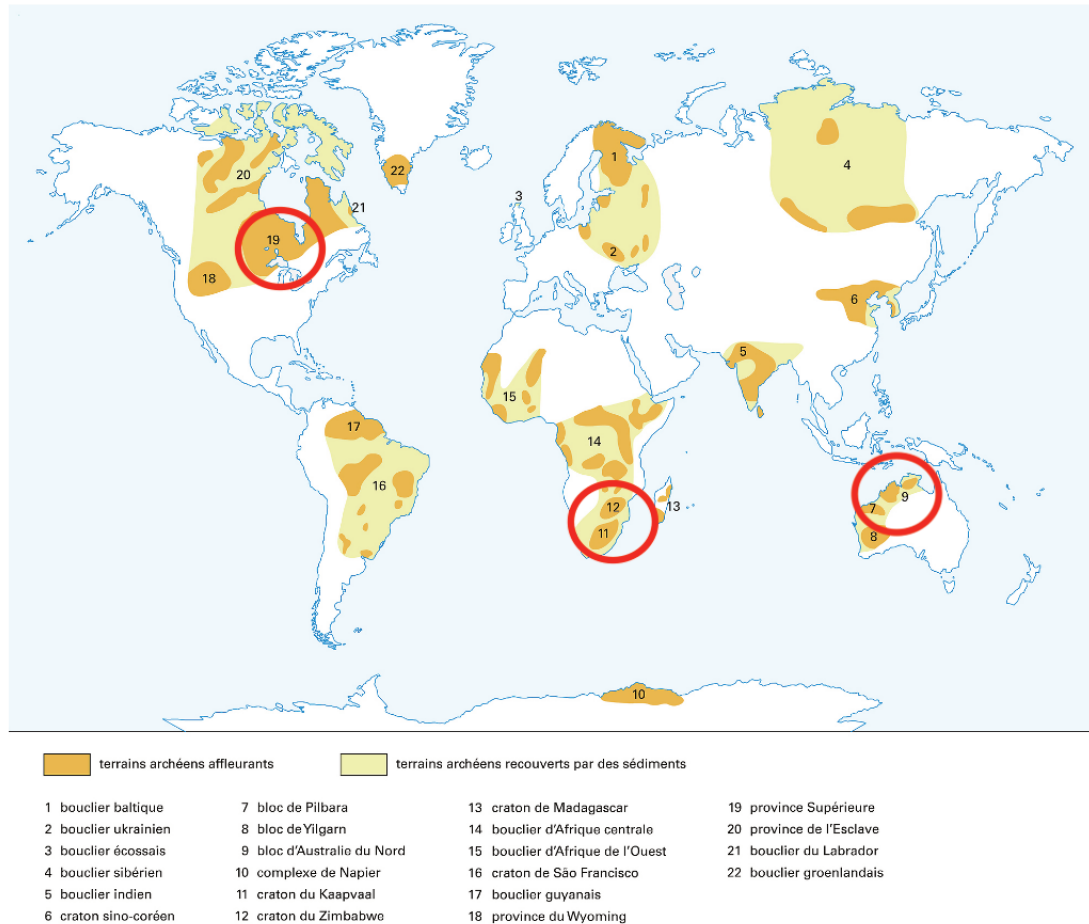 22
1
4
20
3
21
19
2
18
6
5
15
17
14
16
9
12
13
7
11
8
10
terrains archéens affleurants
terrains archéens recouverts par des sédiments
1 bouclier baltique
2 bouclier ukrainien
3 bouclier écossais
4 bouclier sibérien
5 bouclier indien
6 craton sino-coréen
7 bloc de Pilbara
8 bloc de Yilgarn
9 bloc d'Australie du Nord
10 complexe de Napier
11 craton du Kaapvaal
12 craton du Zimbabwe
13 craton de Madagascar
14 bouclier d'Afrique centrale
15 bouclier d'Afrique de l'Ouest
16 craton de São Francisco
17 bouclier guyanais
18 province du Wyoming
19 province Supérieure
20 province de l'Esclave
21 bouclier du Labrador
22 bouclier groenlandais